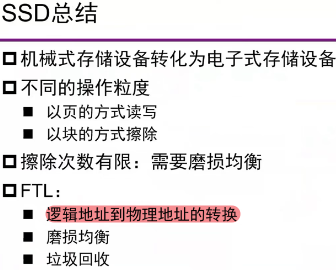 SSD总结
机械式存储设备转化为电子式存储设备
不同的操作粒度
以页的方式读写
以块的方式擦除
擦除次数有限：需要磨损均衡
FTL：
逻辑地址到物理地址的转换
磨损均衡
垃圾回收